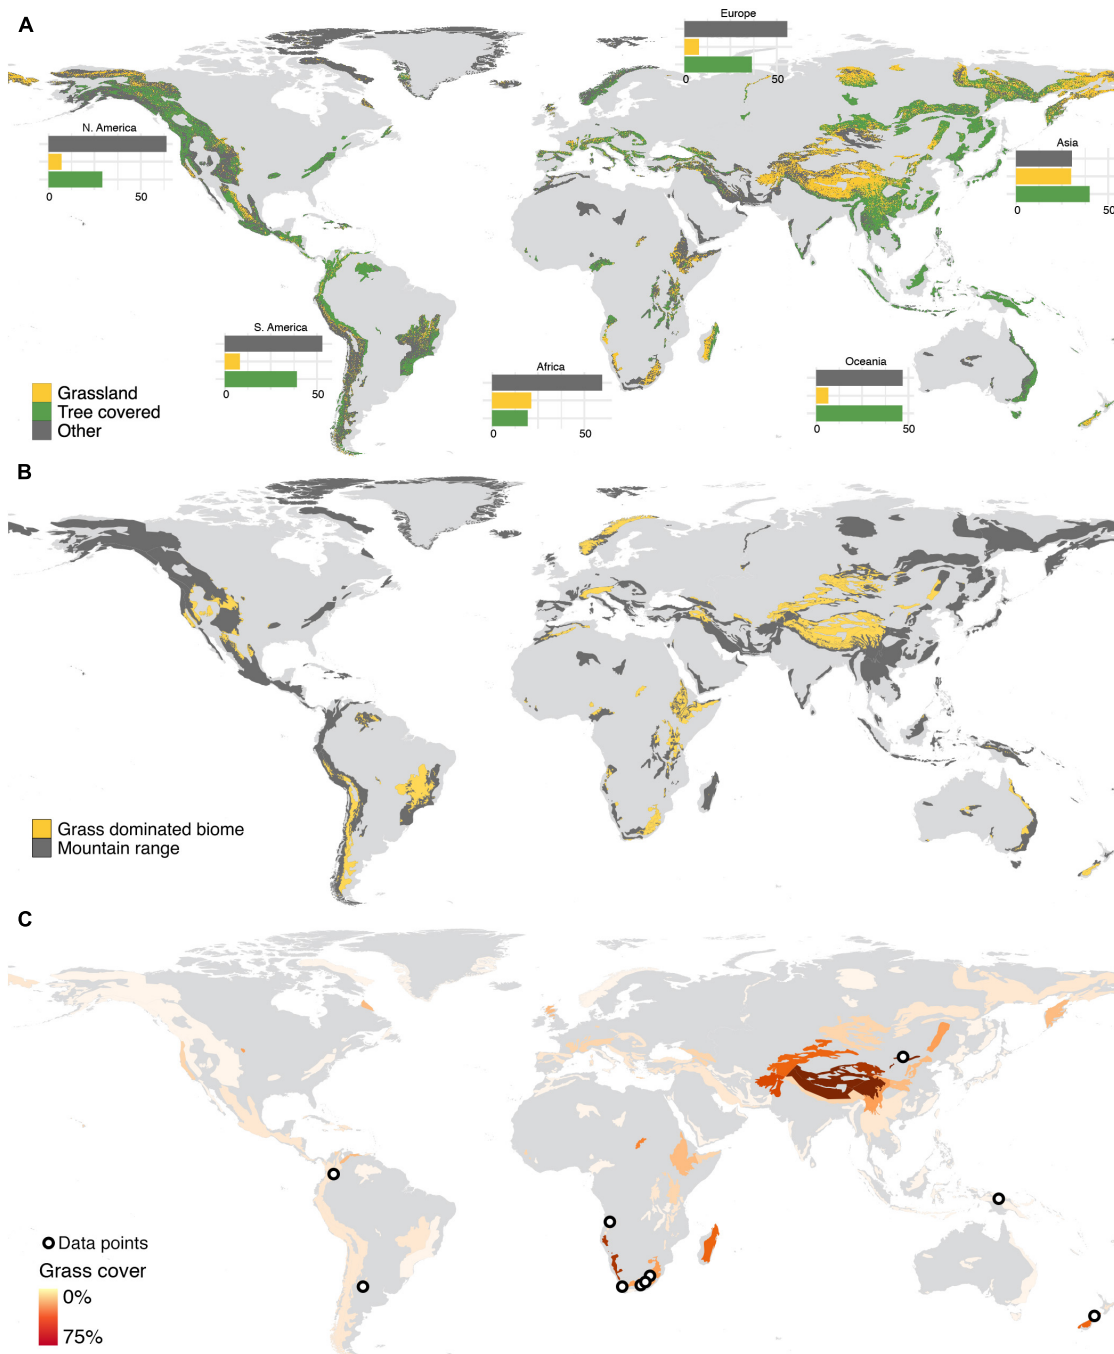 A
Europe
0
50
N. America
0
50
Asia
0
50
S. America
0
50
Africa
0
50
Oceania
0
50
Grassland
Tree covered
Other
B
Grass dominated biome
Mountain range
C
Data points
Grass cover
0%
75%